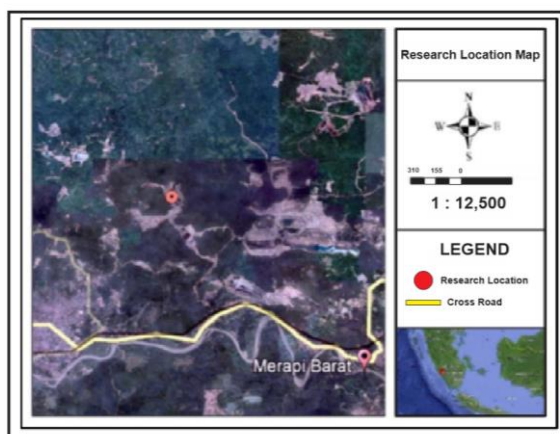 Research Location Map
N
W E
S
310 155 0
1 : 12,500
LEGEND
Research Location
Cross Road
Merapi Barat